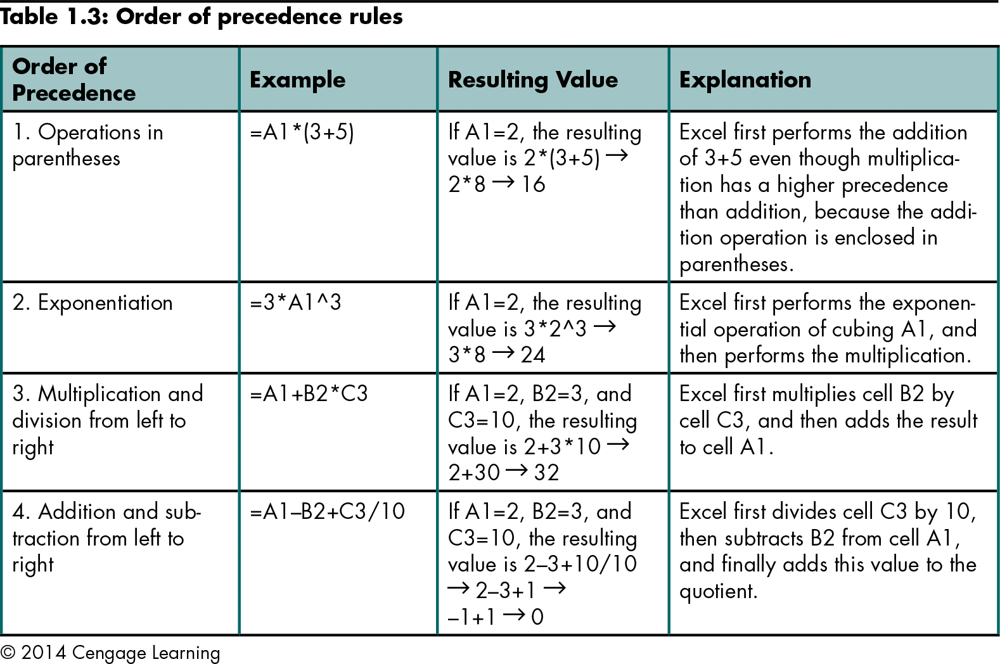 Table 1.3: Order of precedence rules
Order of
Precedence
Example
Resulting Value
Explanation
1. Operations in
parentheses
=A1*(3+5)
If A1=2, the resulting
value is 2*(3+5) →
2*8 → 16
Excel first performs the addition
of 3+5 even though multiplica-
tion has a higher precedence
than addition, because the addi-
tion operation is enclosed in
parentheses.
2. Exponentiation
=3*A1^3
If A1=2, the resulting
value is 3*2^3 →
3*8 → 24
Excel first performs the exponen-
tial operation of cubing A1, and
then performs the multiplication.
3. Multiplication and
division from left to
right
=A1+B2*C3
If A1=2, B2=3, and
C3=10, the resulting
value is 2+3*10 →
2+30 → 32
Excel first multiplies cell B2 by
cell C3, and then adds the result
to cell A1.
4. Addition and sub-
traction from left to
right
=A1–B2+C3/10
If A1=2, B2=3, and
C3=10, the resulting
value is 2–3+10/10
→ 2–3+1 →
–1+1 → 0
Excel first divides cell C3 by 10,
then subtracts B2 from cell A1,
and finally adds this value to the
quotient.
© 2014 Cengage Learning